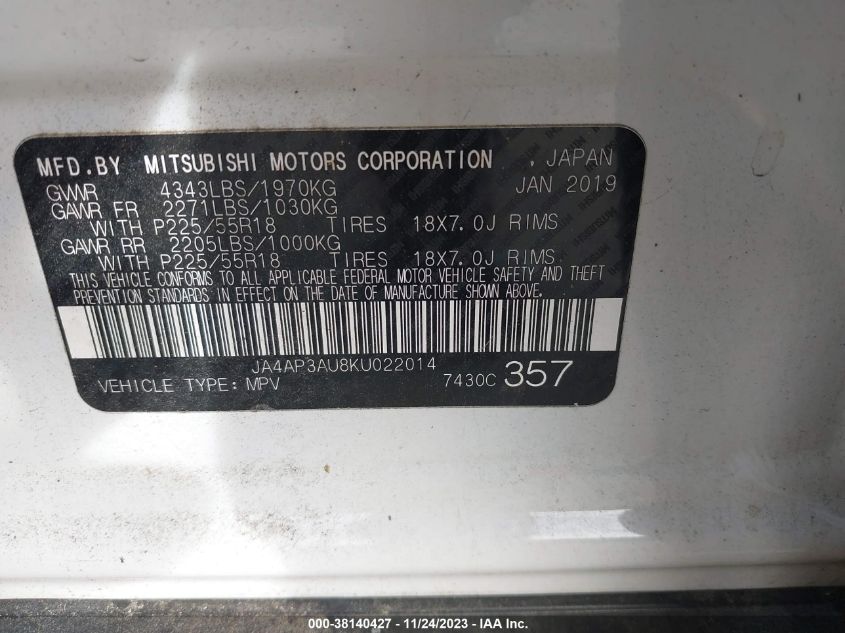 MFD.BY MITSUBISHI MOTORS CORPORATION . JAPAN
GVWR 4343LBS/1970KG JAN 2019
GAWR FR 2271LBS/1030KG
WITH P225/55R18 TIRES 18X7.0J RIMS
GAWR RR 2205LBS/1000KG
WITH P225/55R18 TIRES 18X7.0J RIMS
THIS VEHICLE CONFORMS TO ALL APPLICABLE FEDERAL MOTOR VEHICLE SAFETY AND THEFT
PREVENTION STANDARDS IN EFFECT ON THE DATE OF MANUFACTURE SHOWN ABOVE.
JA4AP3AU8KU022014
VEHICLE TYPE: MPV 7430C 357
000-38140427 - 11/24/2023 - IAA Inc.